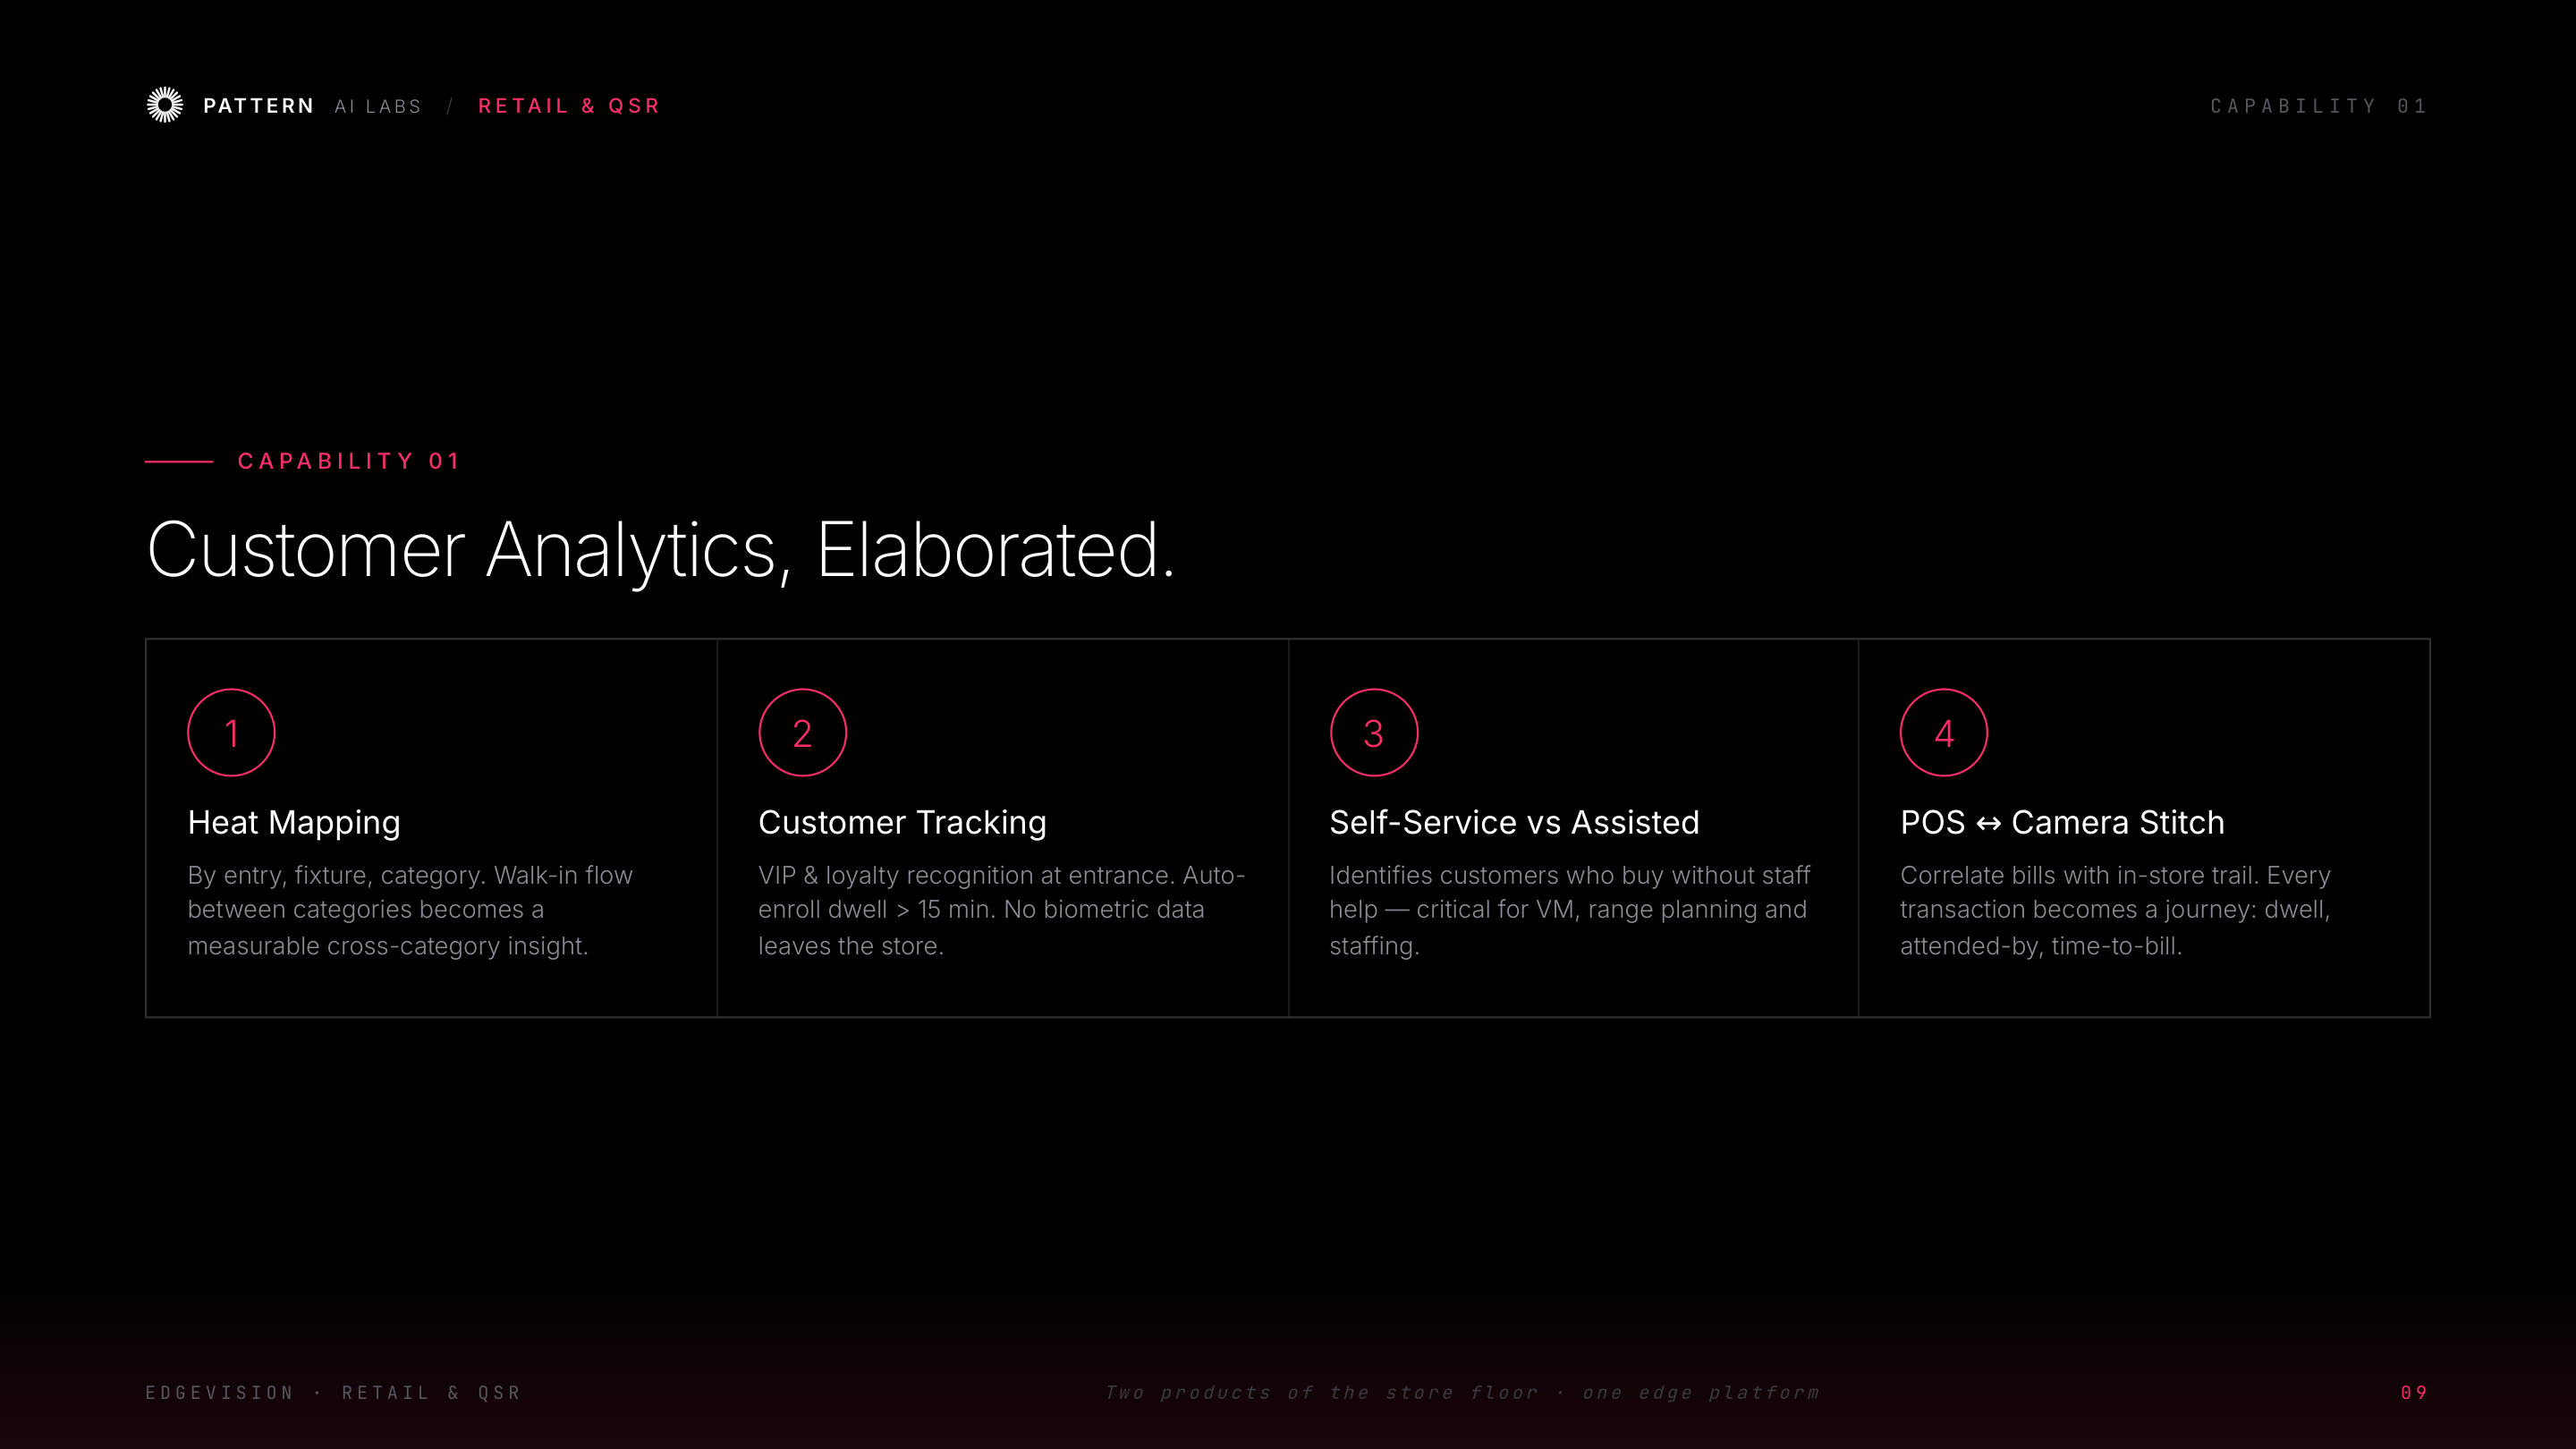 PATTERN AI LABS / RETAIL & QSR
CAPABILITY 01
CAPABILITY 01
Customer Analytics, Elaborated.
1
Heat Mapping
By entry, fixture, category. Walk-in flow
between categories becomes a
measurable cross-category insight.
2
Customer Tracking
VIP & loyalty recognition at entrance. Auto-
enroll dwell > 15 min. No biometric data
leaves the store.
3
Self-Service vs Assisted
Identifies customers who buy without staff
help — critical for VM, range planning and
staffing.
4
POS ↔ Camera Stitch
Correlate bills with in-store trail. Every
transaction becomes a journey: dwell,
attended-by, time-to-bill.
EDGEVISION · RETAIL & QSR
Two products of the store floor · one edge platform
09